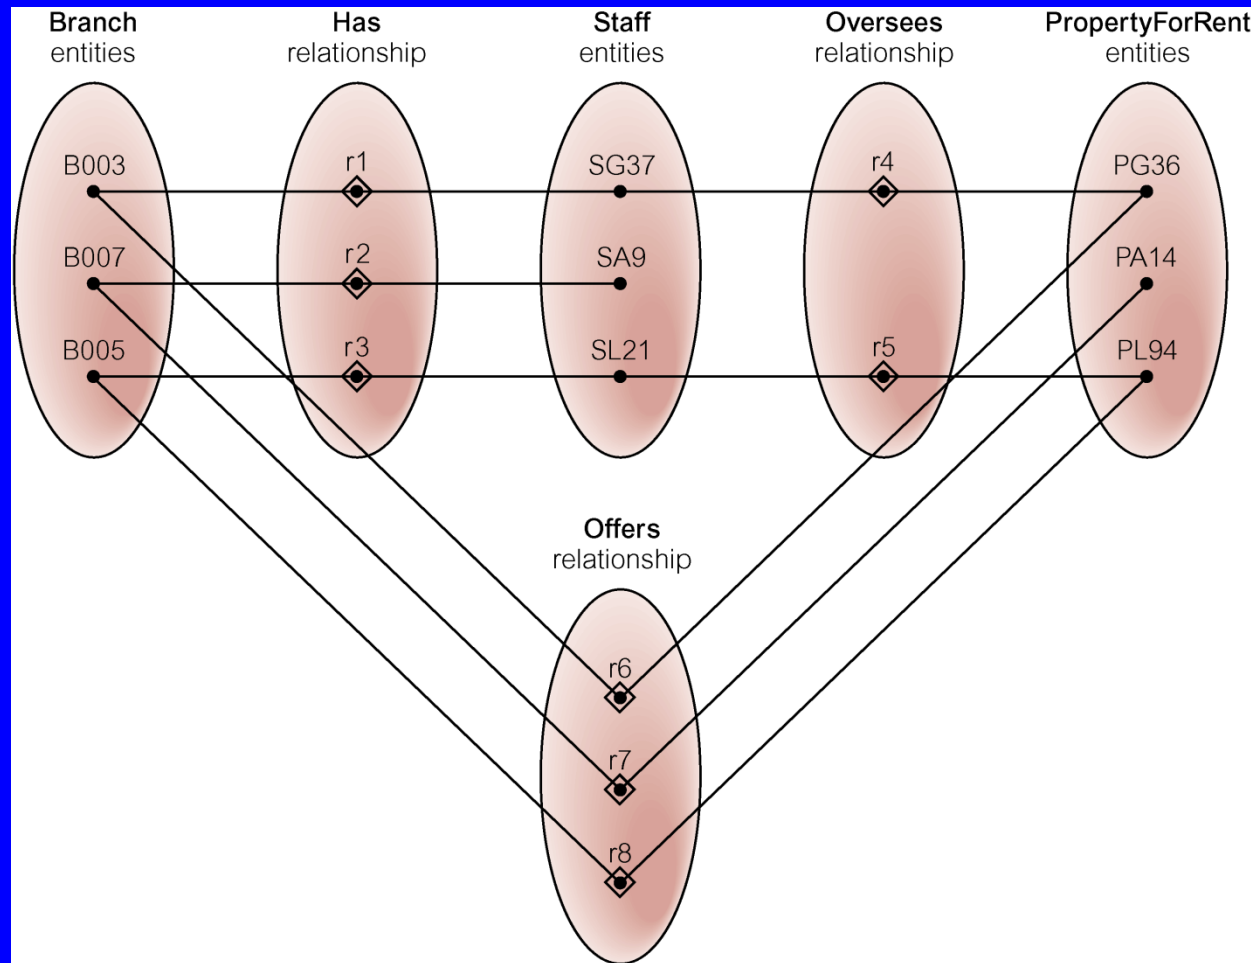 Branch
entities
Has
relationship
Staff
entities
Oversees
relationship
PropertyForRent
entities
B003
r1
SG37
r4
PG36
B007
r2
SA9
PA14
B005
r3
SL21
r5
PL94
Offers
relationship
r6
r7
r8